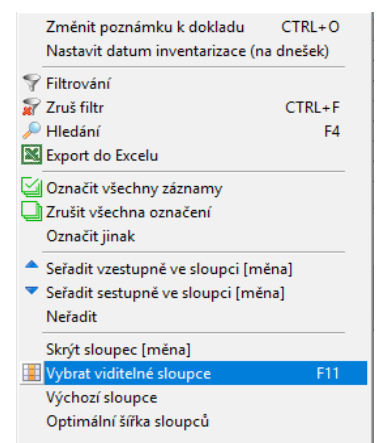 Změnit poznámku k dokladu CTRL+O
Nastavit datum inventarizace (na dnešek)
Filtrování
Zruš filtr CTRL+F
Hledání F4
Export do Excelu
Označit všechny záznamy
Zrušit všechna označení
Označit jinak
Seřadit vzestupně ve sloupci [měna]
Seřadit sestupně ve sloupci [měna]
Neřadit
Skrýt sloupec [měna]
Vybrat viditelné sloupce F11
Výchozí sloupce
Optimální šířka sloupců